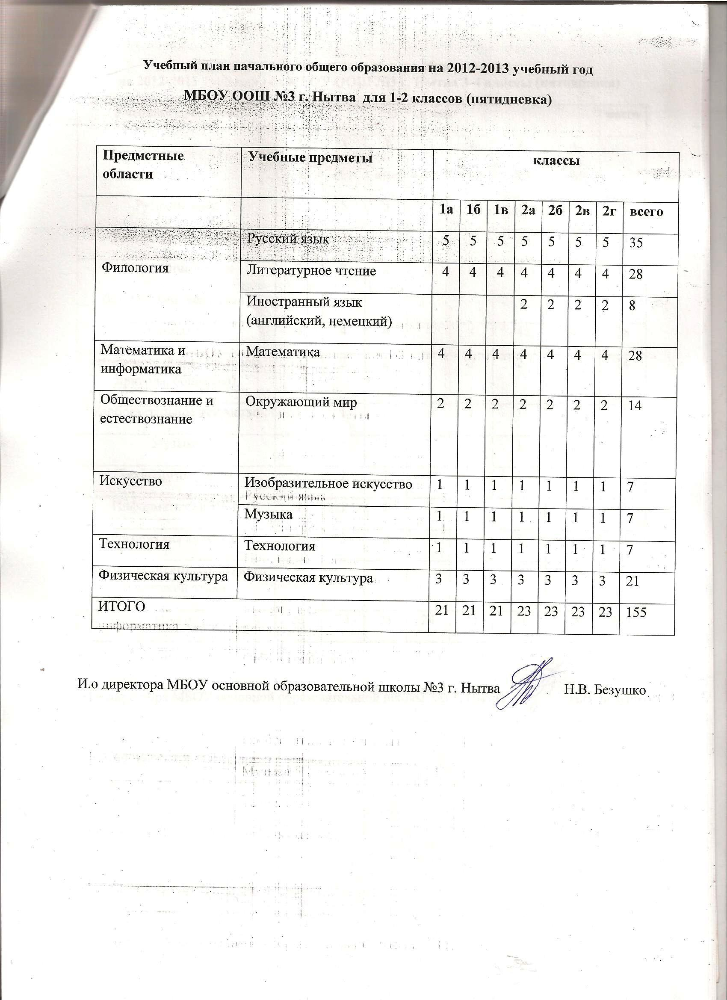 Учебный план начального общего образования на 2012-2013 учебный год
МБОУ ООШ №3 г. Нытва для 1-2 классов (пятидневка)
Предметные области Учебные предметы классы
1а 1б 1в 2а 2б 2в 2г всего
Русский язык 5 5 5 5 5 5 5 35
Филология Литературное чтение 4 4 4 4 4 4 4 28
Иностранный язык 2 2 2 2 8
(английский, немецкий)
Математика и Математика 4 4 4 4 4 4 4 28
информатика
Обществознание и Окружающий мир 2 2 2 2 2 2 2 14
естествознание
Искусство Изобразительное искусство 1 1 1 1 1 1 1 7
Русский язык
Музыка 1 1 1 1 1 1 1 7
Технология Технология 1 1 1 1 1 1 1 7
Физическая культура Физическая культура 3 3 3 3 3 3 3 21
ИТОГО 21 21 21 23 23 23 23 155
информатика
И.о директора МБОУ основной образовательной школы №3 г. Нытва Н.В. Безушко